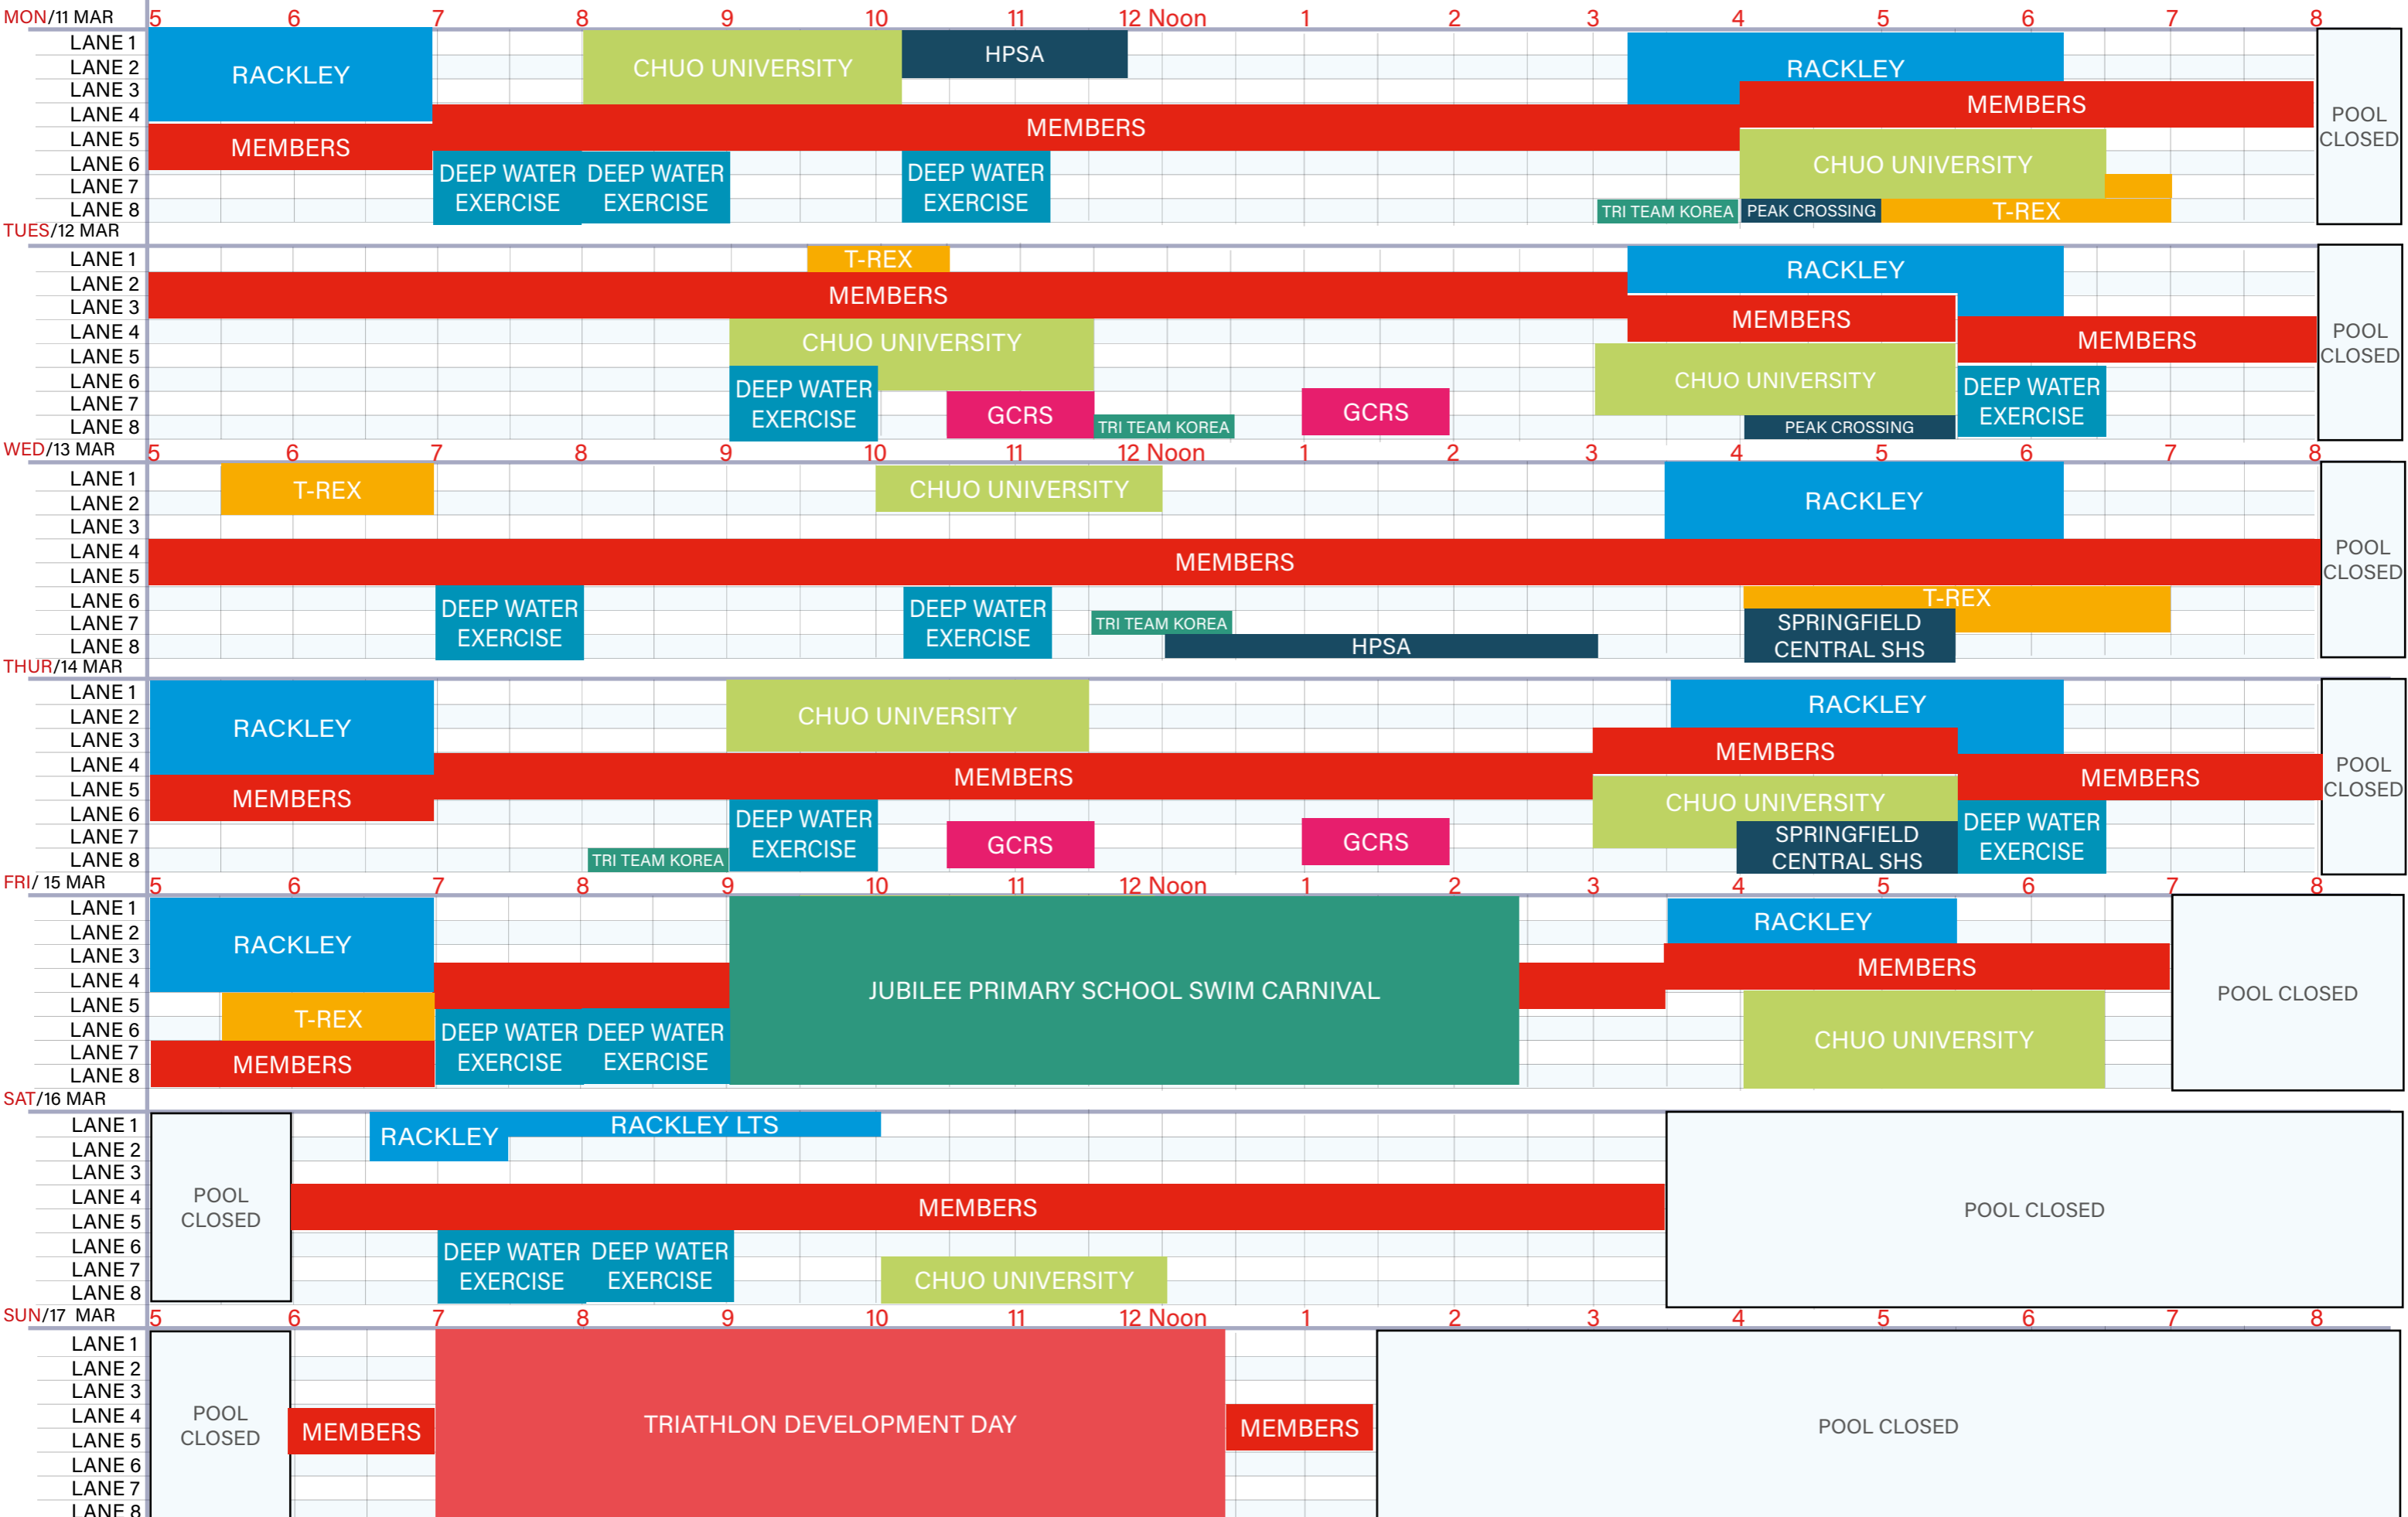 MON/11 MAR 5 6 7 8 9 10 11 12 Noon 1 2 3 4 5 6 7 8
LANE 1
LANE 2
LANE 3
LANE 4
LANE 5
LANE 6
LANE 7
LANE 8
RACKLEY
CHUO UNIVERSITY
HPSA
RACKLEY
MEMBERS
MEMBERS
MEMBERS
DEEP WATER
EXERCISE
DEEP WATER
EXERCISE
DEEP WATER
EXERCISE
CHUO UNIVERSITY
TRI TEAM KOREA
PEAK CROSSING
T-REX
POOL
CLOSED
TUES/12 MAR
LANE 1
LANE 2
LANE 3
LANE 4
LANE 5
LANE 6
LANE 7
LANE 8
T-REX
RACKLEY
MEMBERS
MEMBERS
MEMBERS
CHUO UNIVERSITY
CHUO UNIVERSITY
DEEP WATER
EXERCISE
GCRS
TRI TEAM KOREA
GCRS
PEAK CROSSING
DEEP WATER
EXERCISE
POOL
CLOSED
WED/13 MAR 5 6 7 8 9 10 11 12 Noon 1 2 3 4 5 6 7 8
LANE 1
LANE 2
LANE 3
LANE 4
LANE 5
LANE 6
LANE 7
LANE 8
T-REX
CHUO UNIVERSITY
RACKLEY
MEMBERS
DEEP WATER
EXERCISE
DEEP WATER
EXERCISE
TRI TEAM KOREA
HPSA
T-REX
SPRINGFIELD
CENTRAL SHS
POOL
CLOSED
THUR/14 MAR
LANE 1
LANE 2
LANE 3
LANE 4
LANE 5
LANE 6
LANE 7
LANE 8
RACKLEY
CHUO UNIVERSITY
RACKLEY
MEMBERS
MEMBERS
MEMBERS
MEMBERS
CHUO UNIVERSITY
TRI TEAM KOREA
DEEP WATER
EXERCISE
GCRS
GCRS
SPRINGFIELD
CENTRAL SHS
DEEP WATER
EXERCISE
POOL
CLOSED
FRI/ 15 MAR 5 6 7 8 9 10 11 12 Noon 1 2 3 4 5 6 7 8
LANE 1
LANE 2
LANE 3
LANE 4
LANE 5
LANE 6
LANE 7
LANE 8
RACKLEY
T-REX
MEMBERS
DEEP WATER
EXERCISE
DEEP WATER
EXERCISE
JUBILEE PRIMARY SCHOOL SWIM CARNIVAL
RACKLEY
MEMBERS
CHUO UNIVERSITY
POOL CLOSED
SAT/16 MAR
LANE 1
LANE 2
LANE 3
LANE 4
LANE 5
LANE 6
LANE 7
LANE 8
POOL
CLOSED
RACKLEY
RACKLEY LTS
MEMBERS
DEEP WATER
EXERCISE
DEEP WATER
EXERCISE
CHUO UNIVERSITY
POOL CLOSED
SUN/17 MAR 5 6 7 8 9 10 11 12 Noon 1 2 3 4 5 6 7 8
LANE 1
LANE 2
LANE 3
LANE 4
LANE 5
LANE 6
LANE 7
LANE 8
POOL
CLOSED
MEMBERS
TRIATHLON DEVELOPMENT DAY
MEMBERS
POOL CLOSED